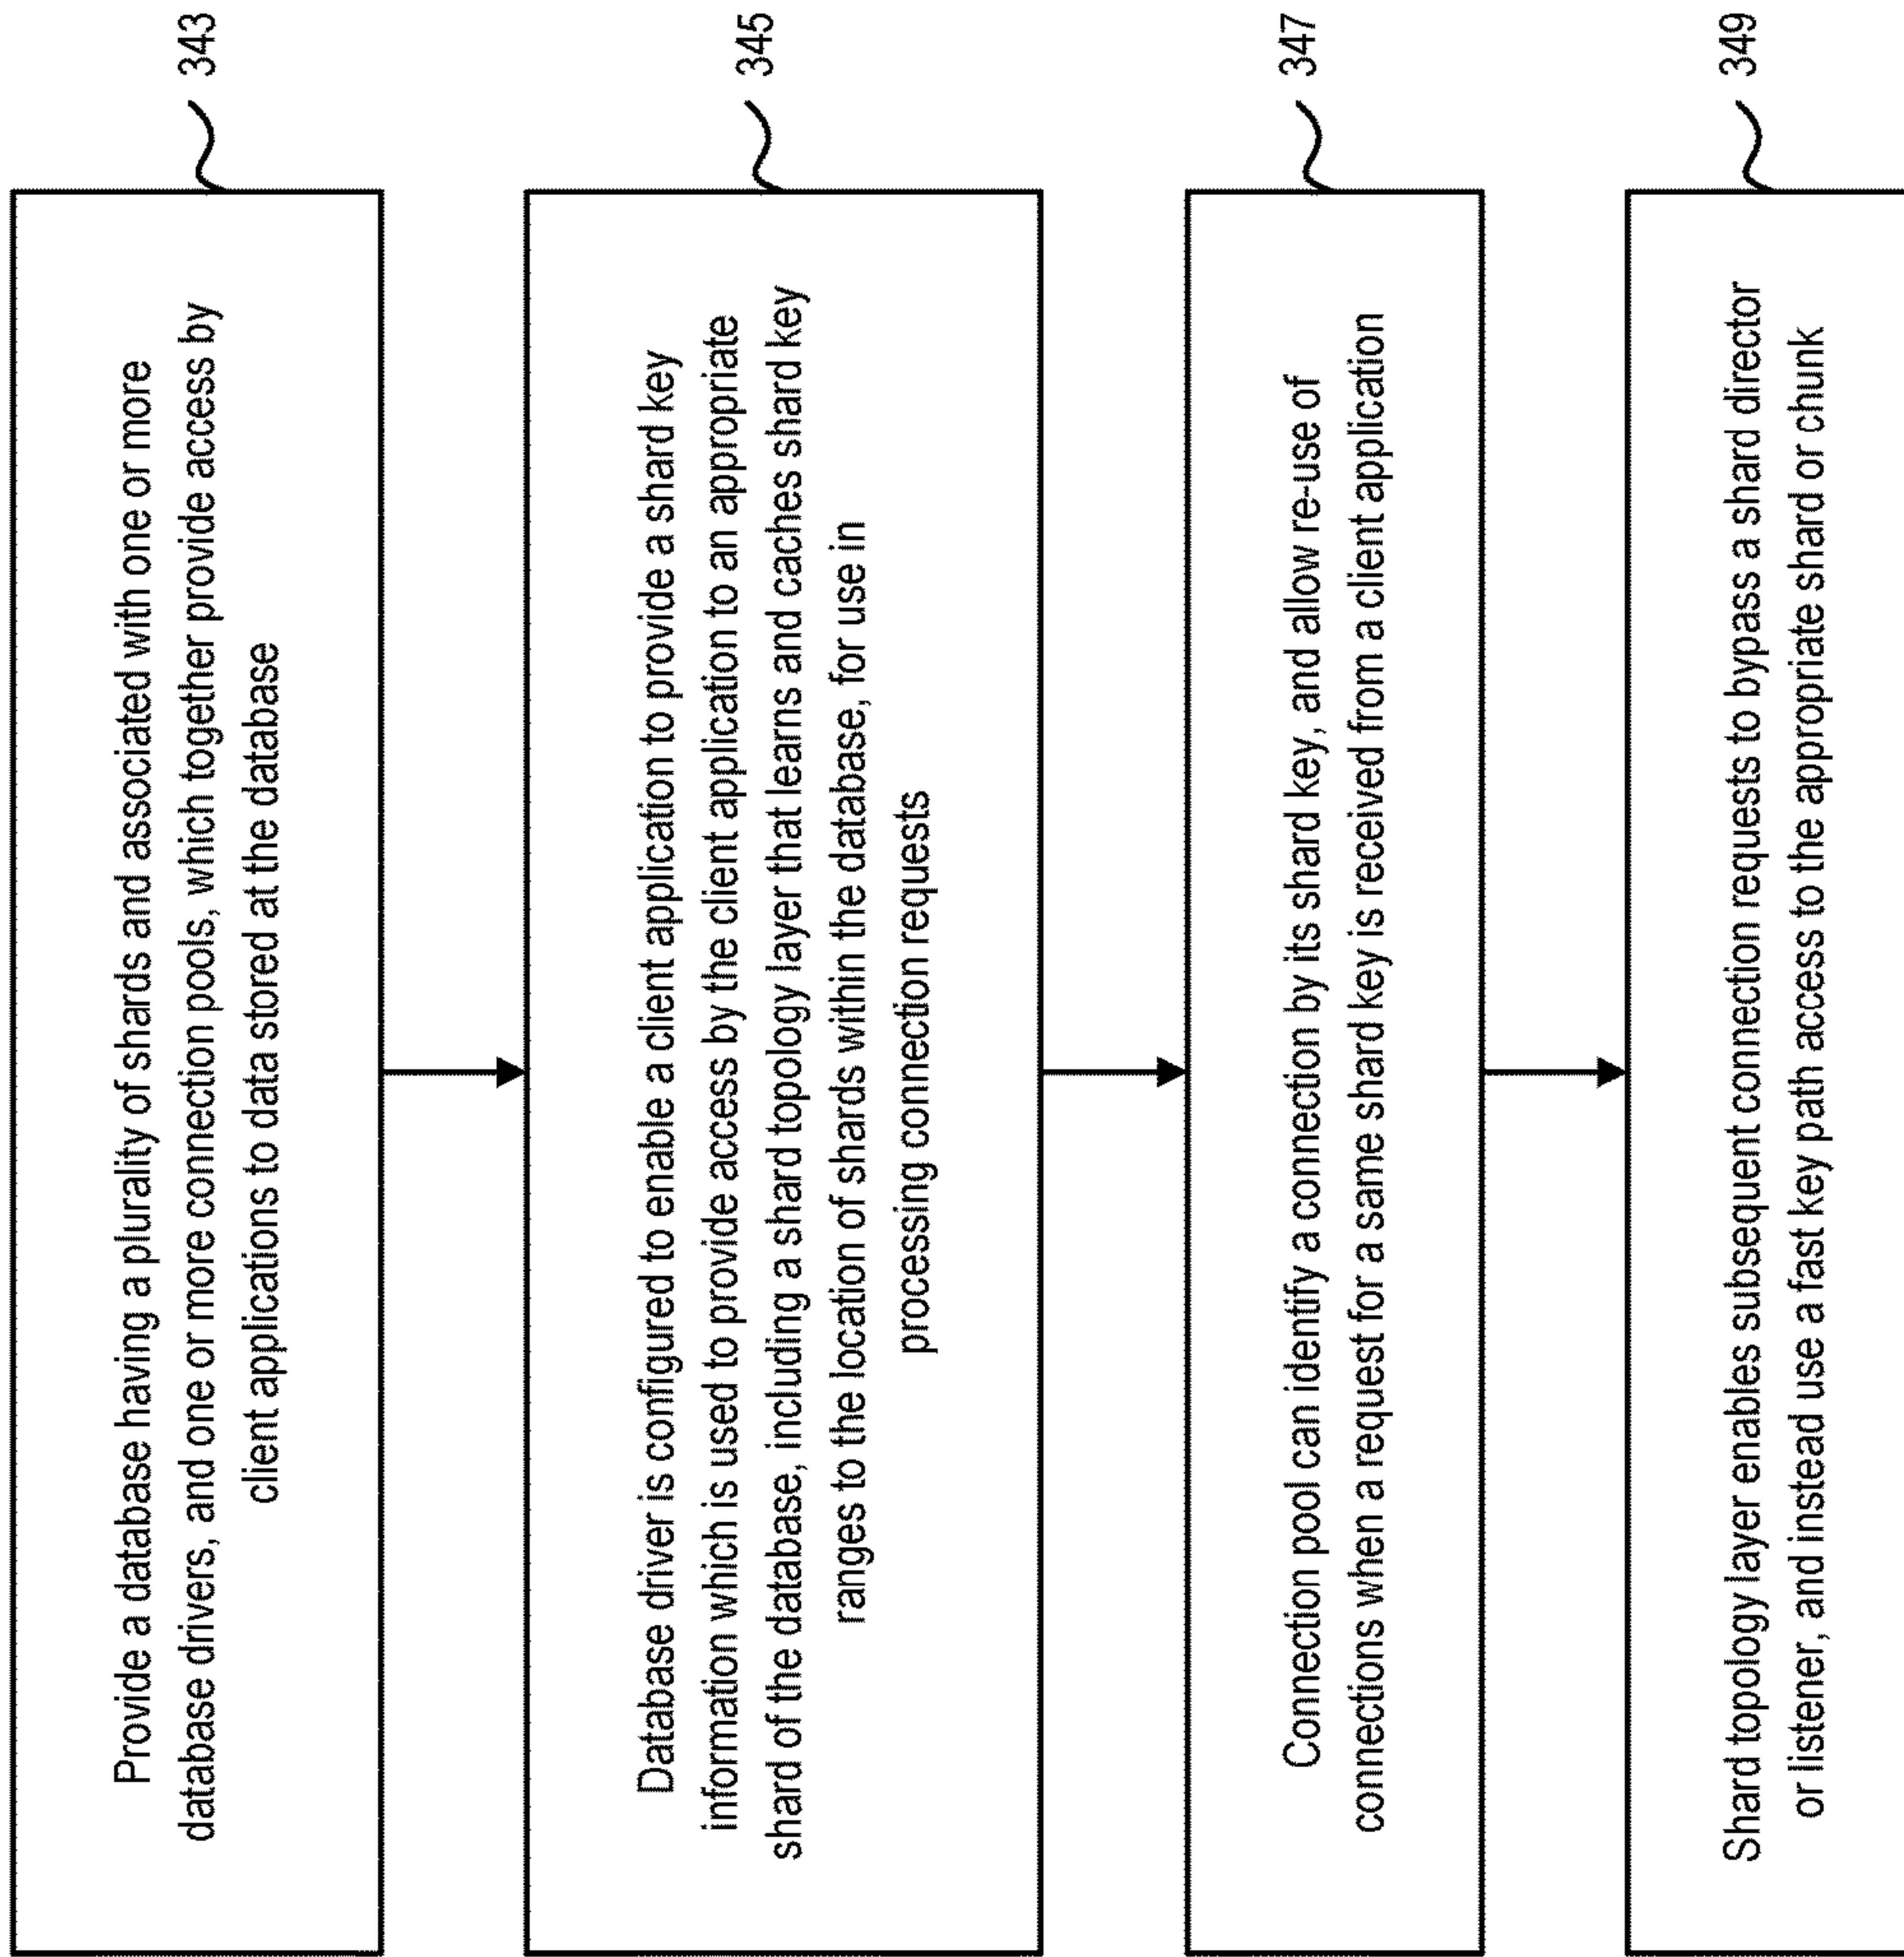 Provide a database having a plurality of shards and associated with one or more
database drivers, and one or more connection pools, which together provide access by
client applications to data stored at the database
343
Database driver is configured to enable a client application to provide a shard key
information which is used to provide access by the client application to an appropriate
shard of the database, including a shard topology layer that learns and caches shard key
ranges to the location of shards within the database, for use in
processing connection requests
345
Connection pool can identify a connection by its shard key, and allow re-use of
connections when a request for a same shard key is received from a client application
347
Shard topology layer enables subsequent connection requests to bypass a shard director
or listener, and instead use a fast key path access to the appropriate shard or chunk
349